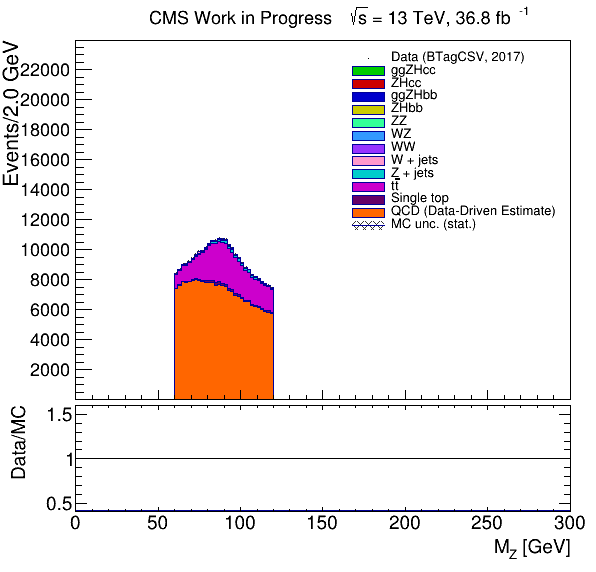 CMS Work in Progress √s = 13 TeV, 36.8 fb⁻¹
Events/2.0 GeV
22000
20000
18000
16000
14000
12000
10000
8000
6000
4000
2000
Data (BTagCSV, 2017)
ggZHcc
ZHcc
ggZHbb
ZHbb
ZZ
WZ
WW
W + jets
Z + jets
tt̅
Single top
QCD (Data-Driven Estimate)
MC unc. (stat.)
Data/MC
1.5
1
0.5
0 50 100 150 200 250 300
M_Z [GeV]